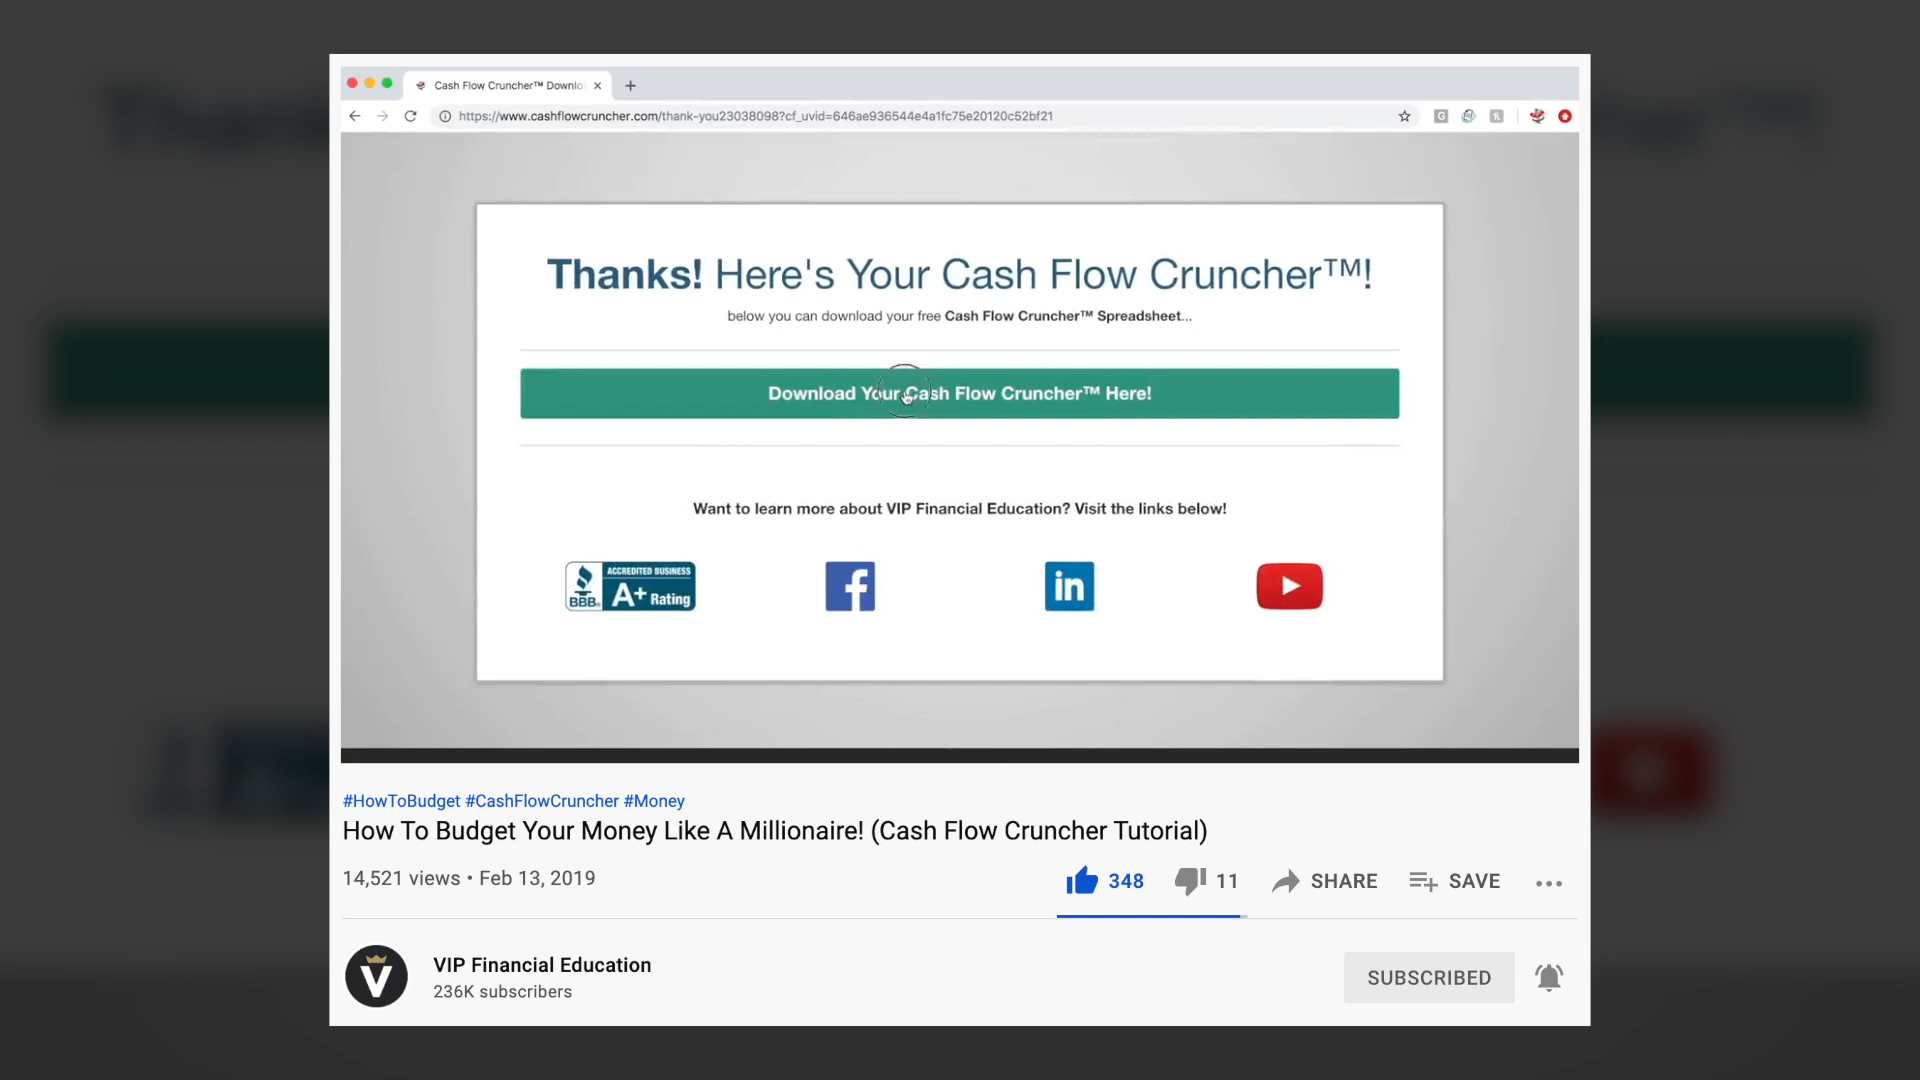 Cash Flow Cruncher™ Downlo
https://www.cashflowcruncher.com/thank-you23038098?cf_uvid=646ae936544e4a1fc75e20120c52bf21
Thanks! Here's Your Cash Flow Cruncher™!
below you can download your free Cash Flow Cruncher™ Spreadsheet...
Download Your Cash Flow Cruncher™ Here!
Want to learn more about VIP Financial Education? Visit the links below!
BBB.
ACCREDITED BUSINESS
A+ Rating
f
in
#HowToBudget #CashFlowCruncher #Money
How To Budget Your Money Like A Millionaire! (Cash Flow Cruncher Tutorial)
14,521 views • Feb 13, 2019
348
11
SHARE
SAVE
V
VIP Financial Education
236K subscribers
SUBSCRIBED